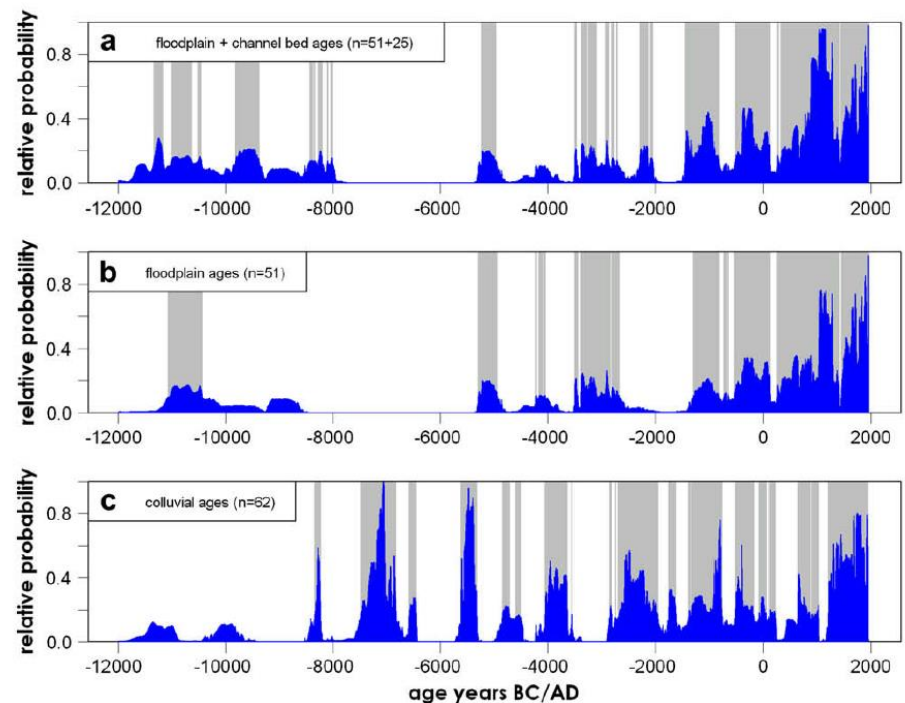 a floodplain + channel bed ages (n=51+25)
relative probability
0.8
0.4
0.0
-12000 -10000 -8000 -6000 -4000 -2000 0 2000
b floodplain ages (n=51)
relative probability
0.8
0.4
0.0
-12000 -10000 -8000 -6000 -4000 -2000 0 2000
c colluvial ages (n=62)
relative probability
0.8
0.4
0.0
-12000 -10000 -8000 -6000 -4000 -2000 0 2000
age years BC/AD